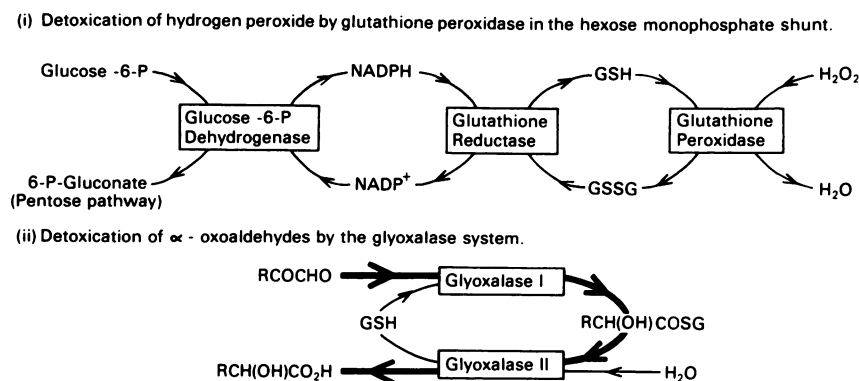 (i) Detoxication of hydrogen peroxide by glutathione peroxidase in the hexose monophosphate shunt.
Glucose -6-P
NADPH
GSH
H₂O₂
Glucose -6-P
Dehydrogenase
Glutathione
Reductase
Glutathione
Peroxidase
6-P-Gluconate
(Pentose pathway)
NADP⁺
GSSG
H₂O
(ii) Detoxication of ∝ - oxoaldehydes by the glyoxalase system.
RCOCHO
Glyoxalase I
GSH
RCH(OH)COSG
RCH(OH)CO₂H
Glyoxalase II
H₂O